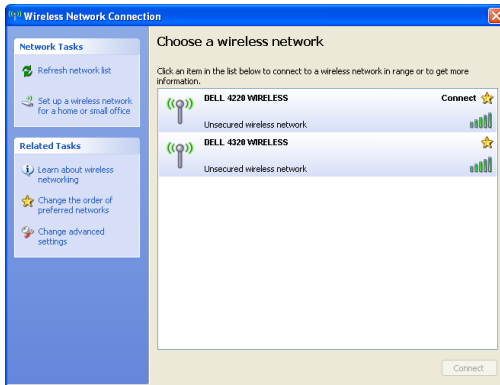 Wireless Network Connection
Network Tasks
Refresh network list
Set up a wireless network
for a home or small office
Related Tasks
Learn about wireless
networking
Change the order of
preferred networks
Change advanced
settings
Choose a wireless network
Click an item in the list below to connect to a wireless network in range or to get more
information.
DELL 4220 WIRELESS Connect
Unsecured wireless network
DELL 4320 WIRELESS
Unsecured wireless network
Connect